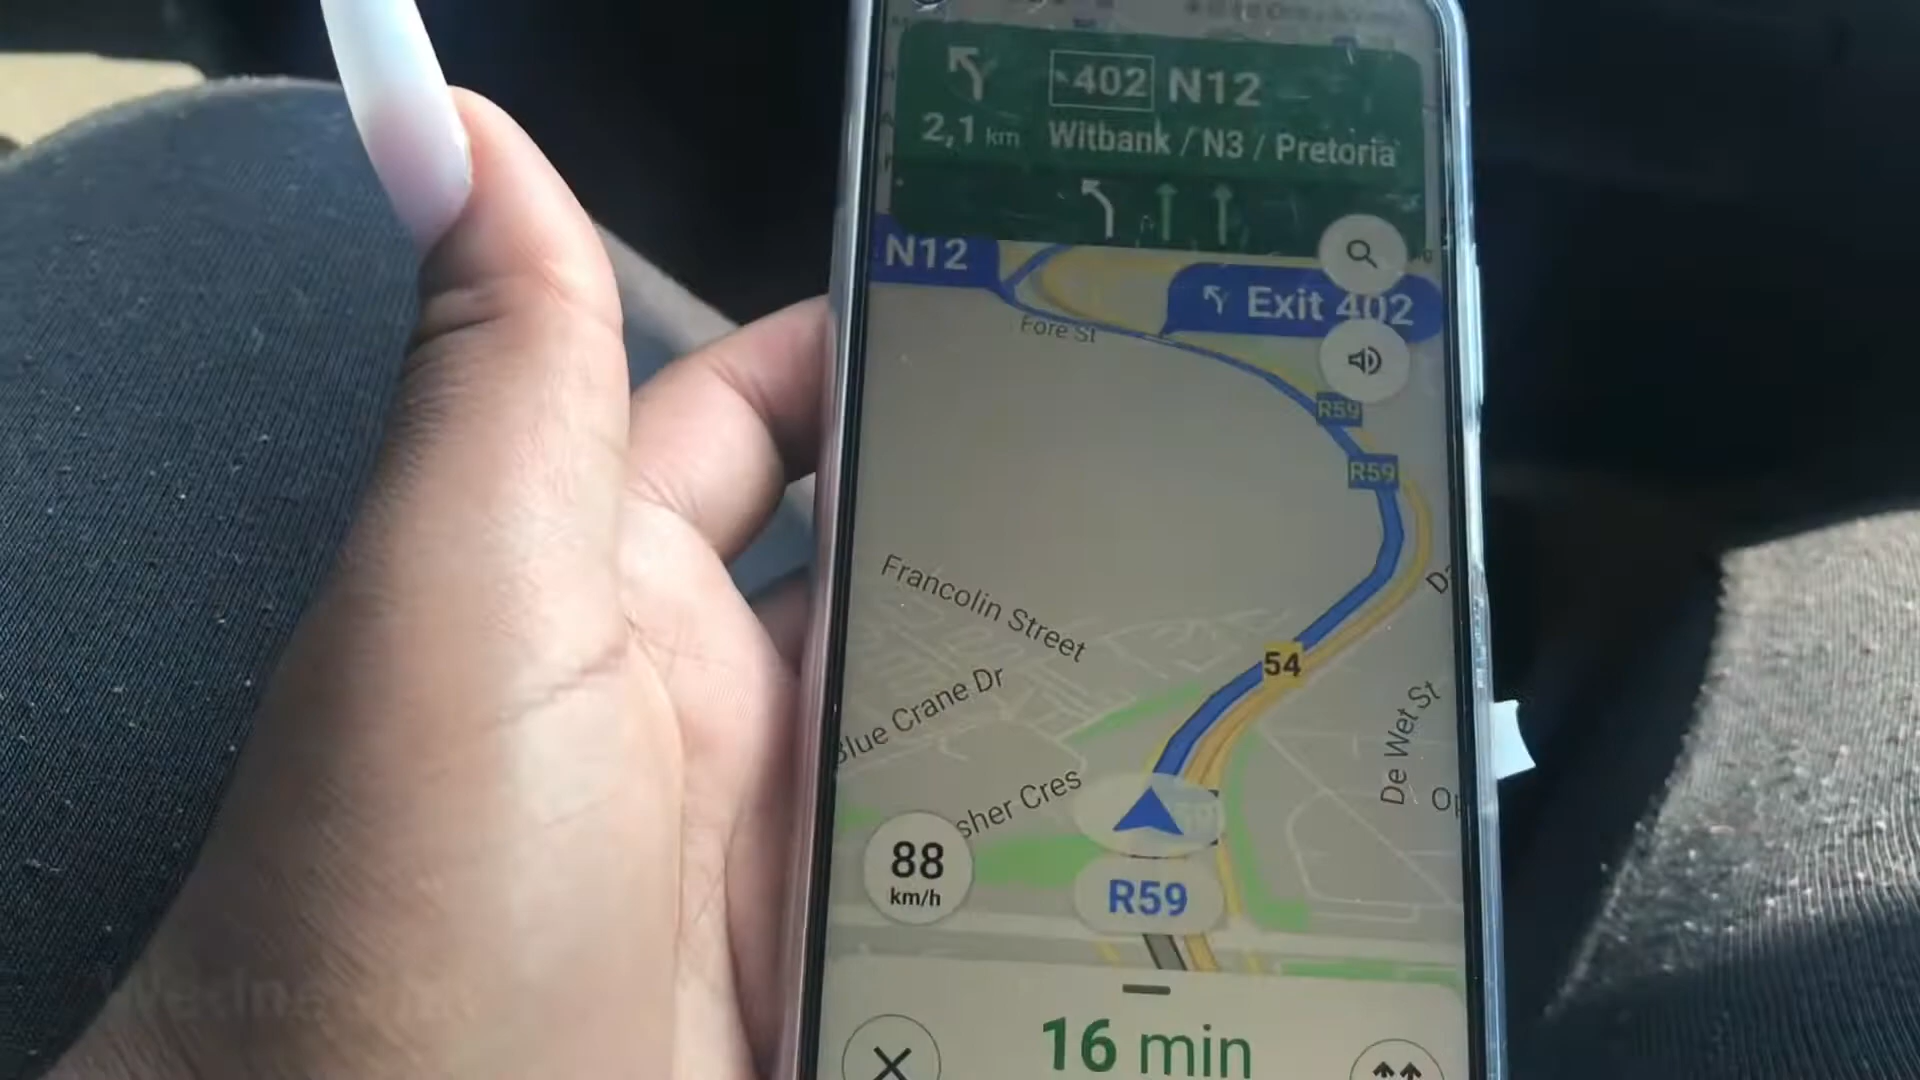 402 N12
2,1 km Witbank / N3 / Pretoria
N12
Exit 402
Fore St
R59
R59
Francolin Street
54
Blue Crane Dr
De Wet St
sher Cres
88
km/h
R59
16 min